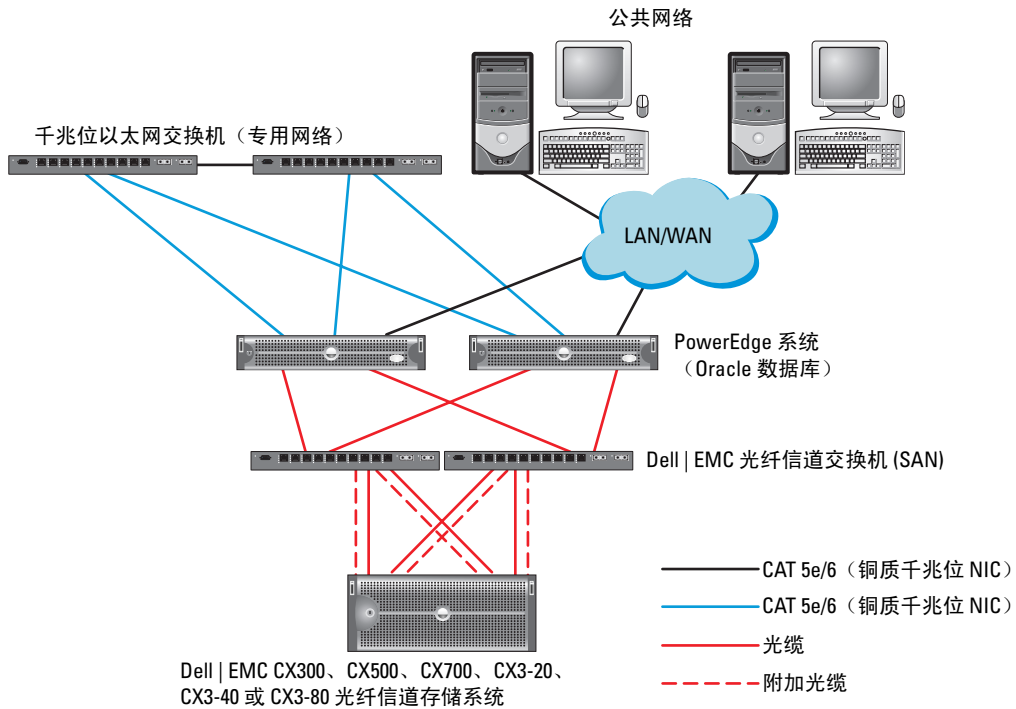 公共网络
千兆位以太网交换机（专用网络）
LAN/WAN
PowerEdge 系统
（Oracle 数据库）
Dell | EMC 光纤信道交换机 (SAN)
CAT 5e/6（铜质千兆位 NIC）
CAT 5e/6（铜质千兆位 NIC）
光缆
附加光缆
Dell | EMC CX300、CX500、CX700、CX3-20、
CX3-40 或 CX3-80 光纤信道存储系统